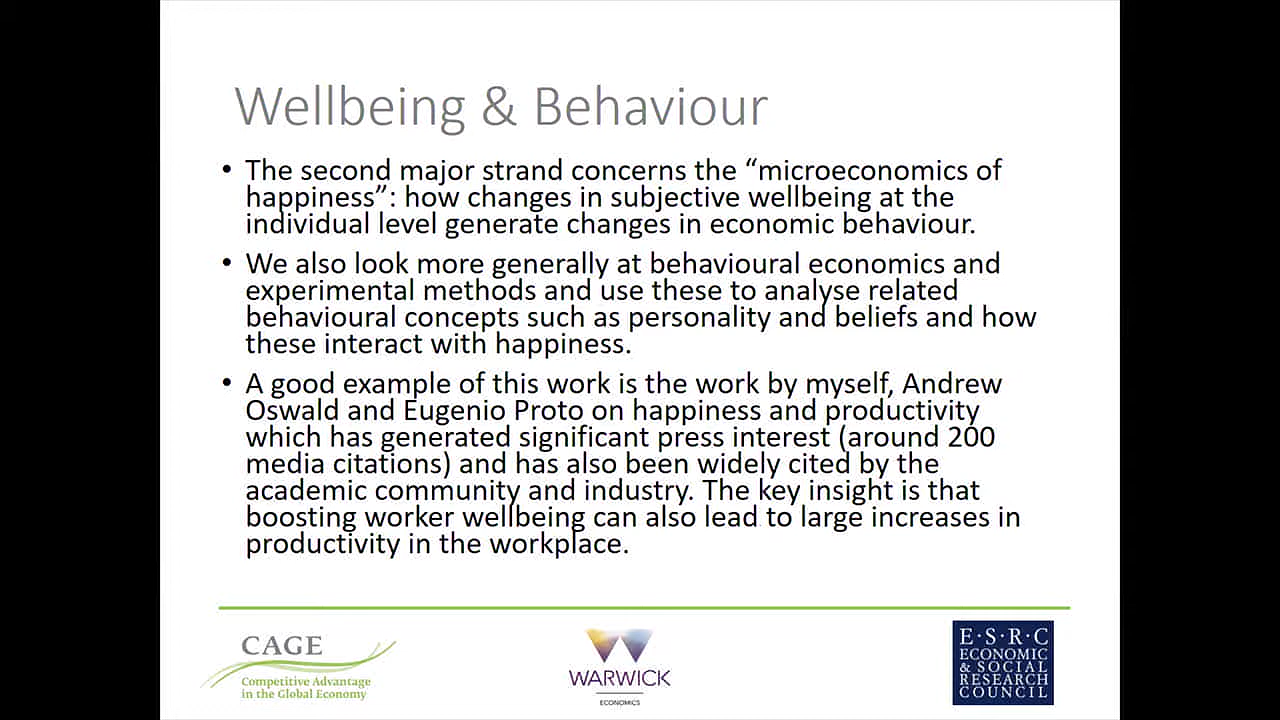 Wellbeing & Behaviour
• The second major strand concerns the “microeconomics of
happiness”: how changes in subjective wellbeing at the
individual level generate changes in economic behaviour.
• We also look more generally at behavioural economics and
experimental methods and use these to analyse related
behavioural concepts such as personality and beliefs and how
these interact with happiness.
• A good example of this work is the work by myself, Andrew
Oswald and Eugenio Proto on happiness and productivity
which has generated significant press interest (around 200
media citations) and has also been widely cited by the
academic community and industry. The key insight is that
boosting worker wellbeing can also lead to large increases in
productivity in the workplace.
CAGE
Competitive Advantage
in the Global Economy
WARWICK
ECONOMICS
E·S·R·C
ECONOMIC
& SOCIAL
RESEARCH
COUNCIL